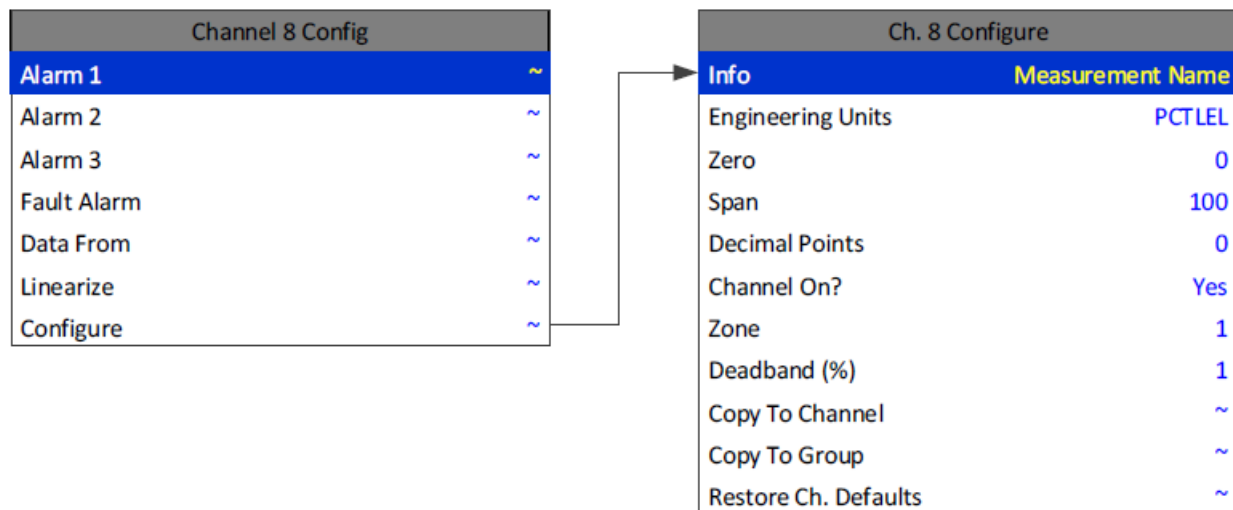 Channel 8 Config
Alarm 1 ~
Alarm 2 ~
Alarm 3 ~
Fault Alarm ~
Data From ~
Linearize ~
Configure ~
Ch. 8 Configure
Info Measurement Name
Engineering Units PCTLEL
Zero 0
Span 100
Decimal Points 0
Channel On? Yes
Zone 1
Deadband (%) 1
Copy To Channel ~
Copy To Group ~
Restore Ch. Defaults ~